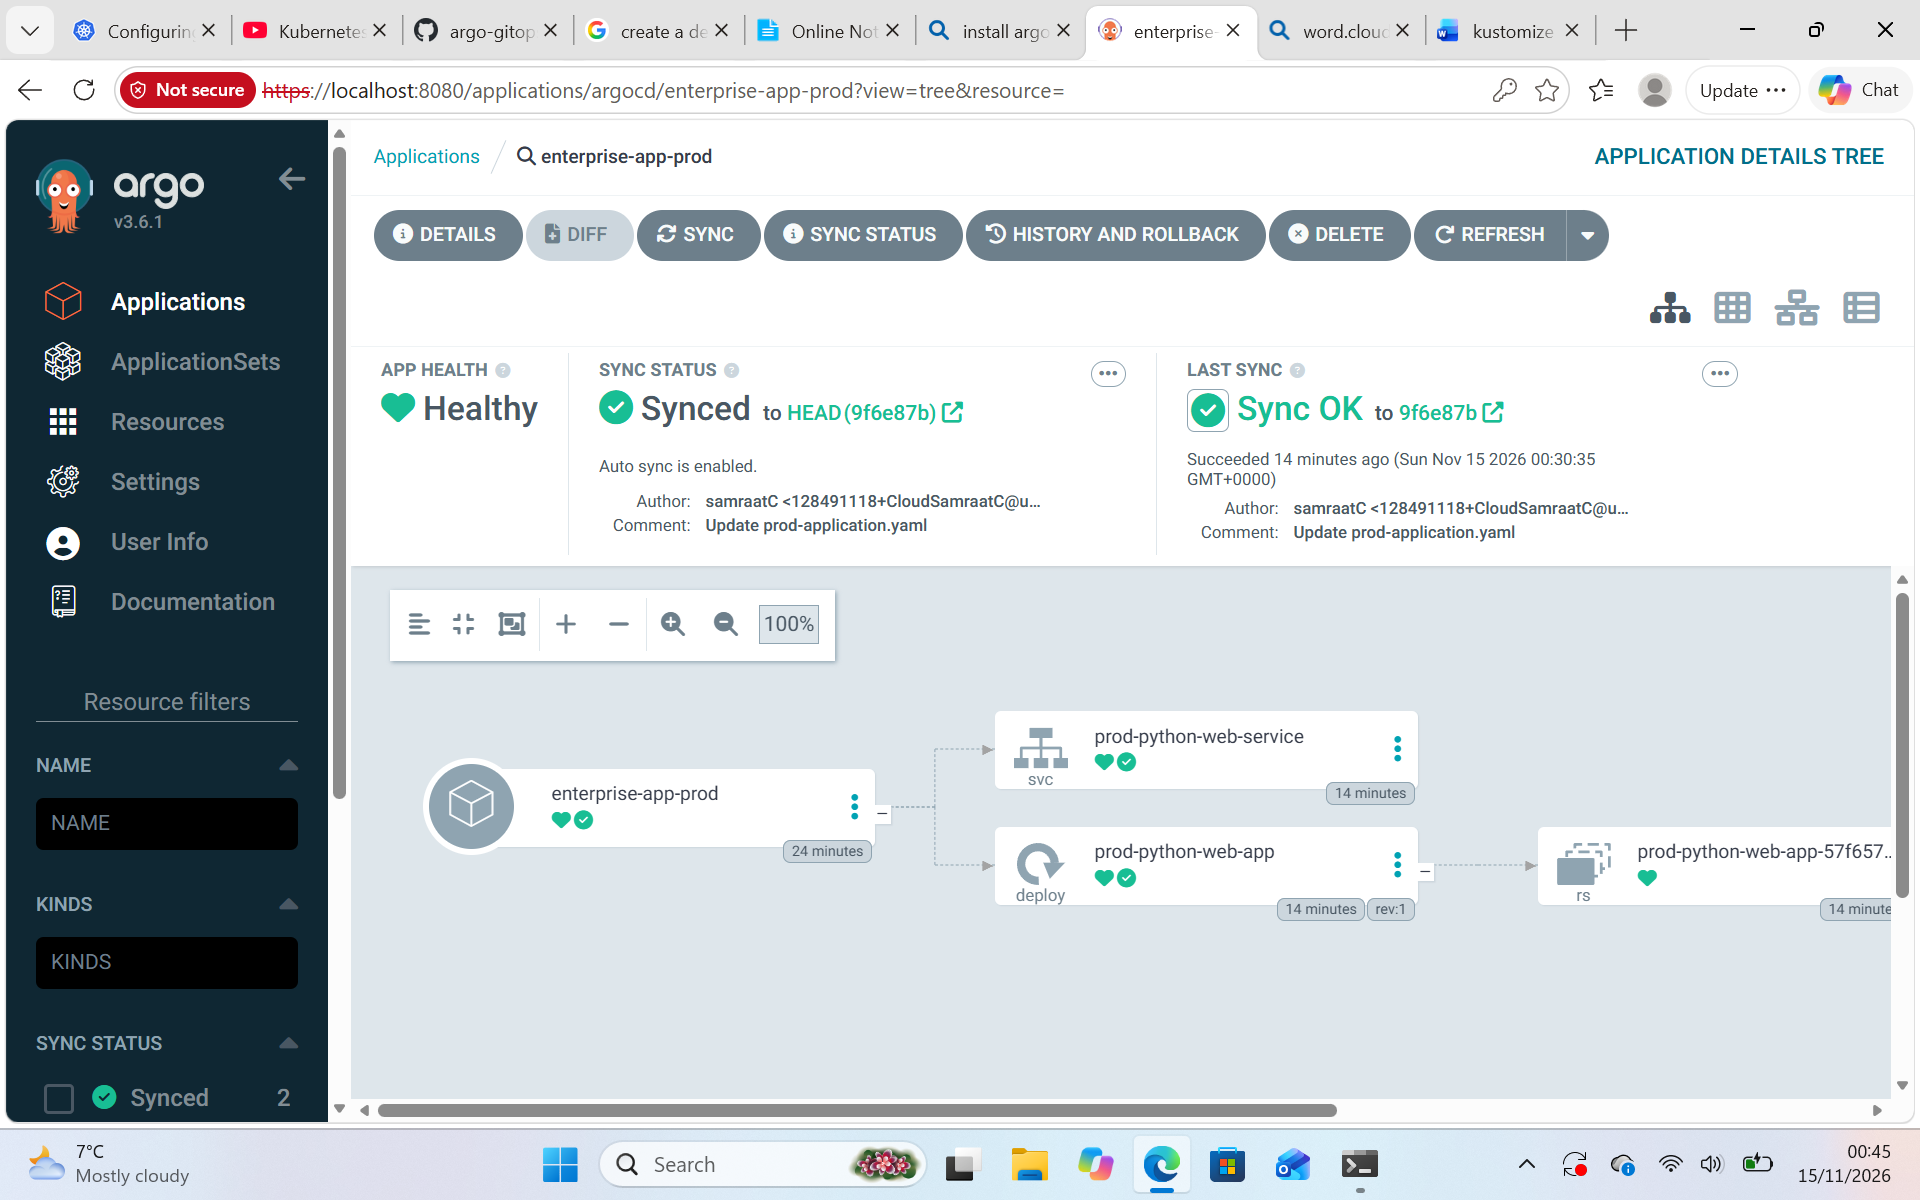 Configuring
Kubernetes
argo-gitop
create a de
Online Not
install argo
enterprise-
word.cloud
kustomize
Not secure
https://localhost:8080/applications/argocd/enterprise-app-prod?view=tree&resource=
Update
Chat
argo
v3.6.1
Applications
ApplicationSets
Resources
Settings
User Info
Documentation
Resource filters
NAME
NAME
KINDS
KINDS
SYNC STATUS
Synced 2
Applications / enterprise-app-prod
APPLICATION DETAILS TREE
DETAILS
DIFF
SYNC
SYNC STATUS
HISTORY AND ROLLBACK
DELETE
REFRESH
APP HEALTH
Healthy
SYNC STATUS
Synced to HEAD (9f6e87b)
Auto sync is enabled.
Author: samraatC <128491118+CloudSamraatC@u...
Comment: Update prod-application.yaml
LAST SYNC
Sync OK to 9f6e87b
Succeeded 14 minutes ago (Sun Nov 15 2026 00:30:35
GMT+0000)
Author: samraatC <128491118+CloudSamraatC@u...
Comment: Update prod-application.yaml
100%
enterprise-app-prod
24 minutes
prod-python-web-service
svc
14 minutes
prod-python-web-app
deploy
14 minutes
rev:1
prod-python-web-app-57f657...
rs
14 minute
7°C
Mostly cloudy
Search
00:45
15/11/2026